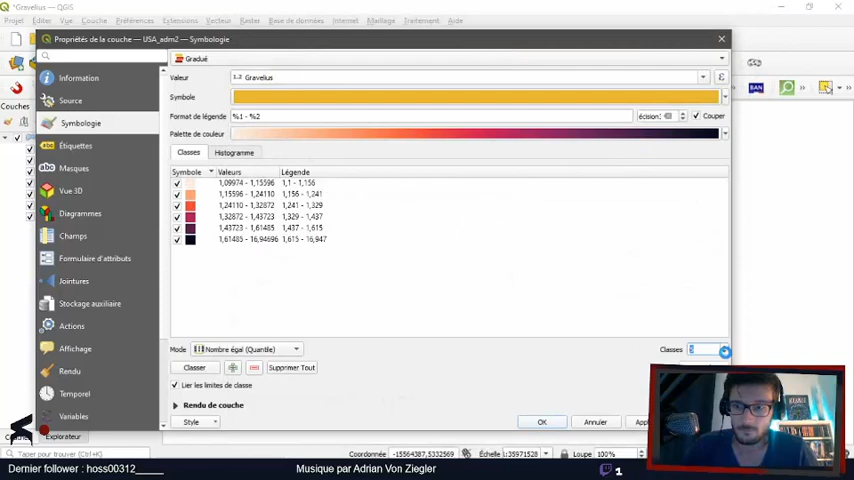 *Gravelius — QGIS
Projet Éditer Vue Couche Préférences Extensions Vecteur Raster Base de données Internet Maillage Traitement Aide
Propriétés de la couche — USA_adm2 — Symbologie
Gradué
Information
Valeur 1.2 Gravelius ε
Source
Symbole
BAN
Couches
Symbologie
Format de légende %1 - %2 Couper
Palette de couleur
Étiquettes
abc
Classes Histogramme
Masques
abc
Symbole Valeurs Légende
Vue 3D
1,09974 - 1,15596 1,1 - 1,156
1,15596 - 1,24110 1,156 - 1,241
Diagrammes
1,24110 - 1,32872 1,241 - 1,329
1,32872 - 1,43723 1,329 - 1,437
Champs
1,43723 - 1,61485 1,437 - 1,615
1,61485 - 16,94696 1,615 - 16,947
Formulaire d'attributs
Jointures
Stockage auxiliaire
Actions
Affichage
Mode Nombre égal (Quantile) Classes
Rendu
Classer Supprimer Tout
Temporel
Lier les limites de classe
Rendu de couche
Variables
Style OK Annuler
Explorateur
Taper pour trouver (Ctrl+K) Coordonnée -15564387,5332569 Échelle 1:35971528 Loupe 100%
Dernier follower : hoss00312_____ Musique par Adrian Von Ziegler 1